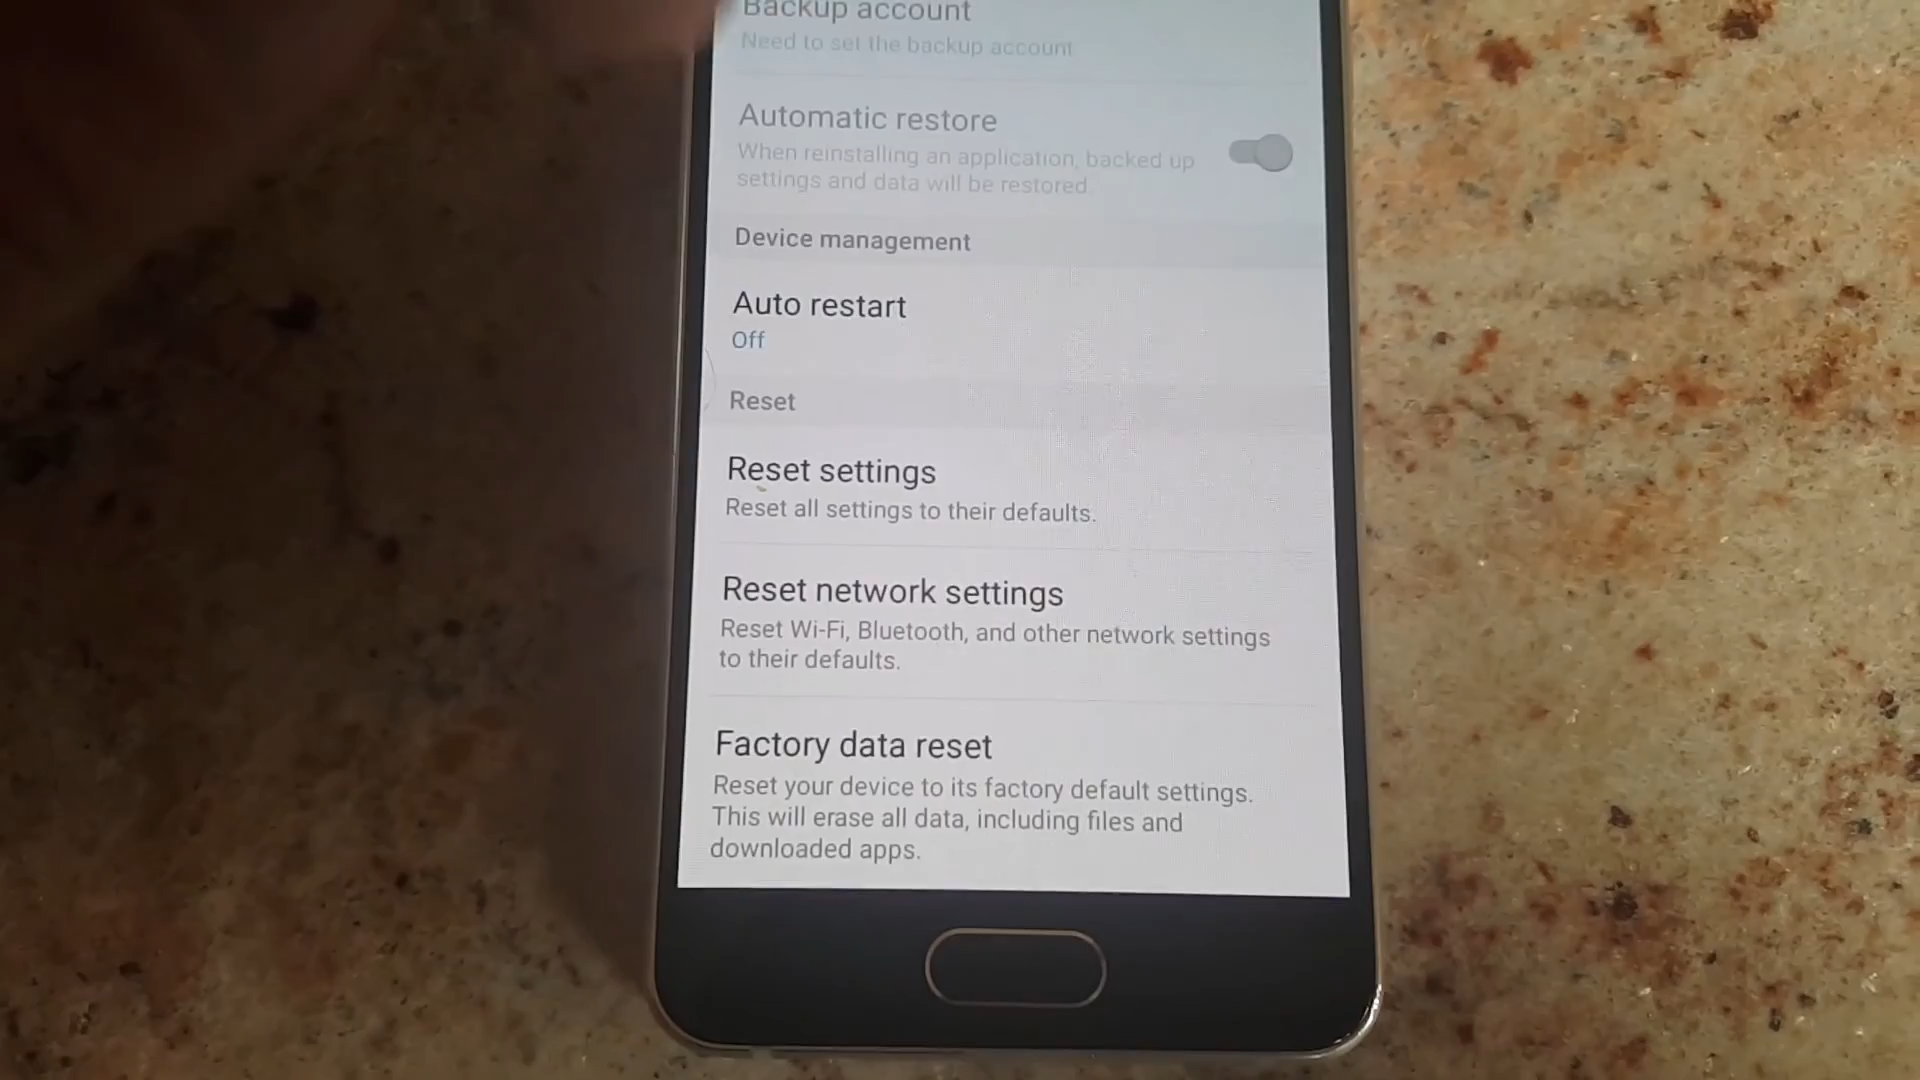 Backup account
Need to set the backup account
Automatic restore
When reinstalling an application, backed up
settings and data will be restored.
Device management
Auto restart
Off
Reset
Reset settings
Reset all settings to their defaults.
Reset network settings
Reset Wi-Fi, Bluetooth, and other network settings
to their defaults.
Factory data reset
Reset your device to its factory default settings.
This will erase all data, including files and
downloaded apps.